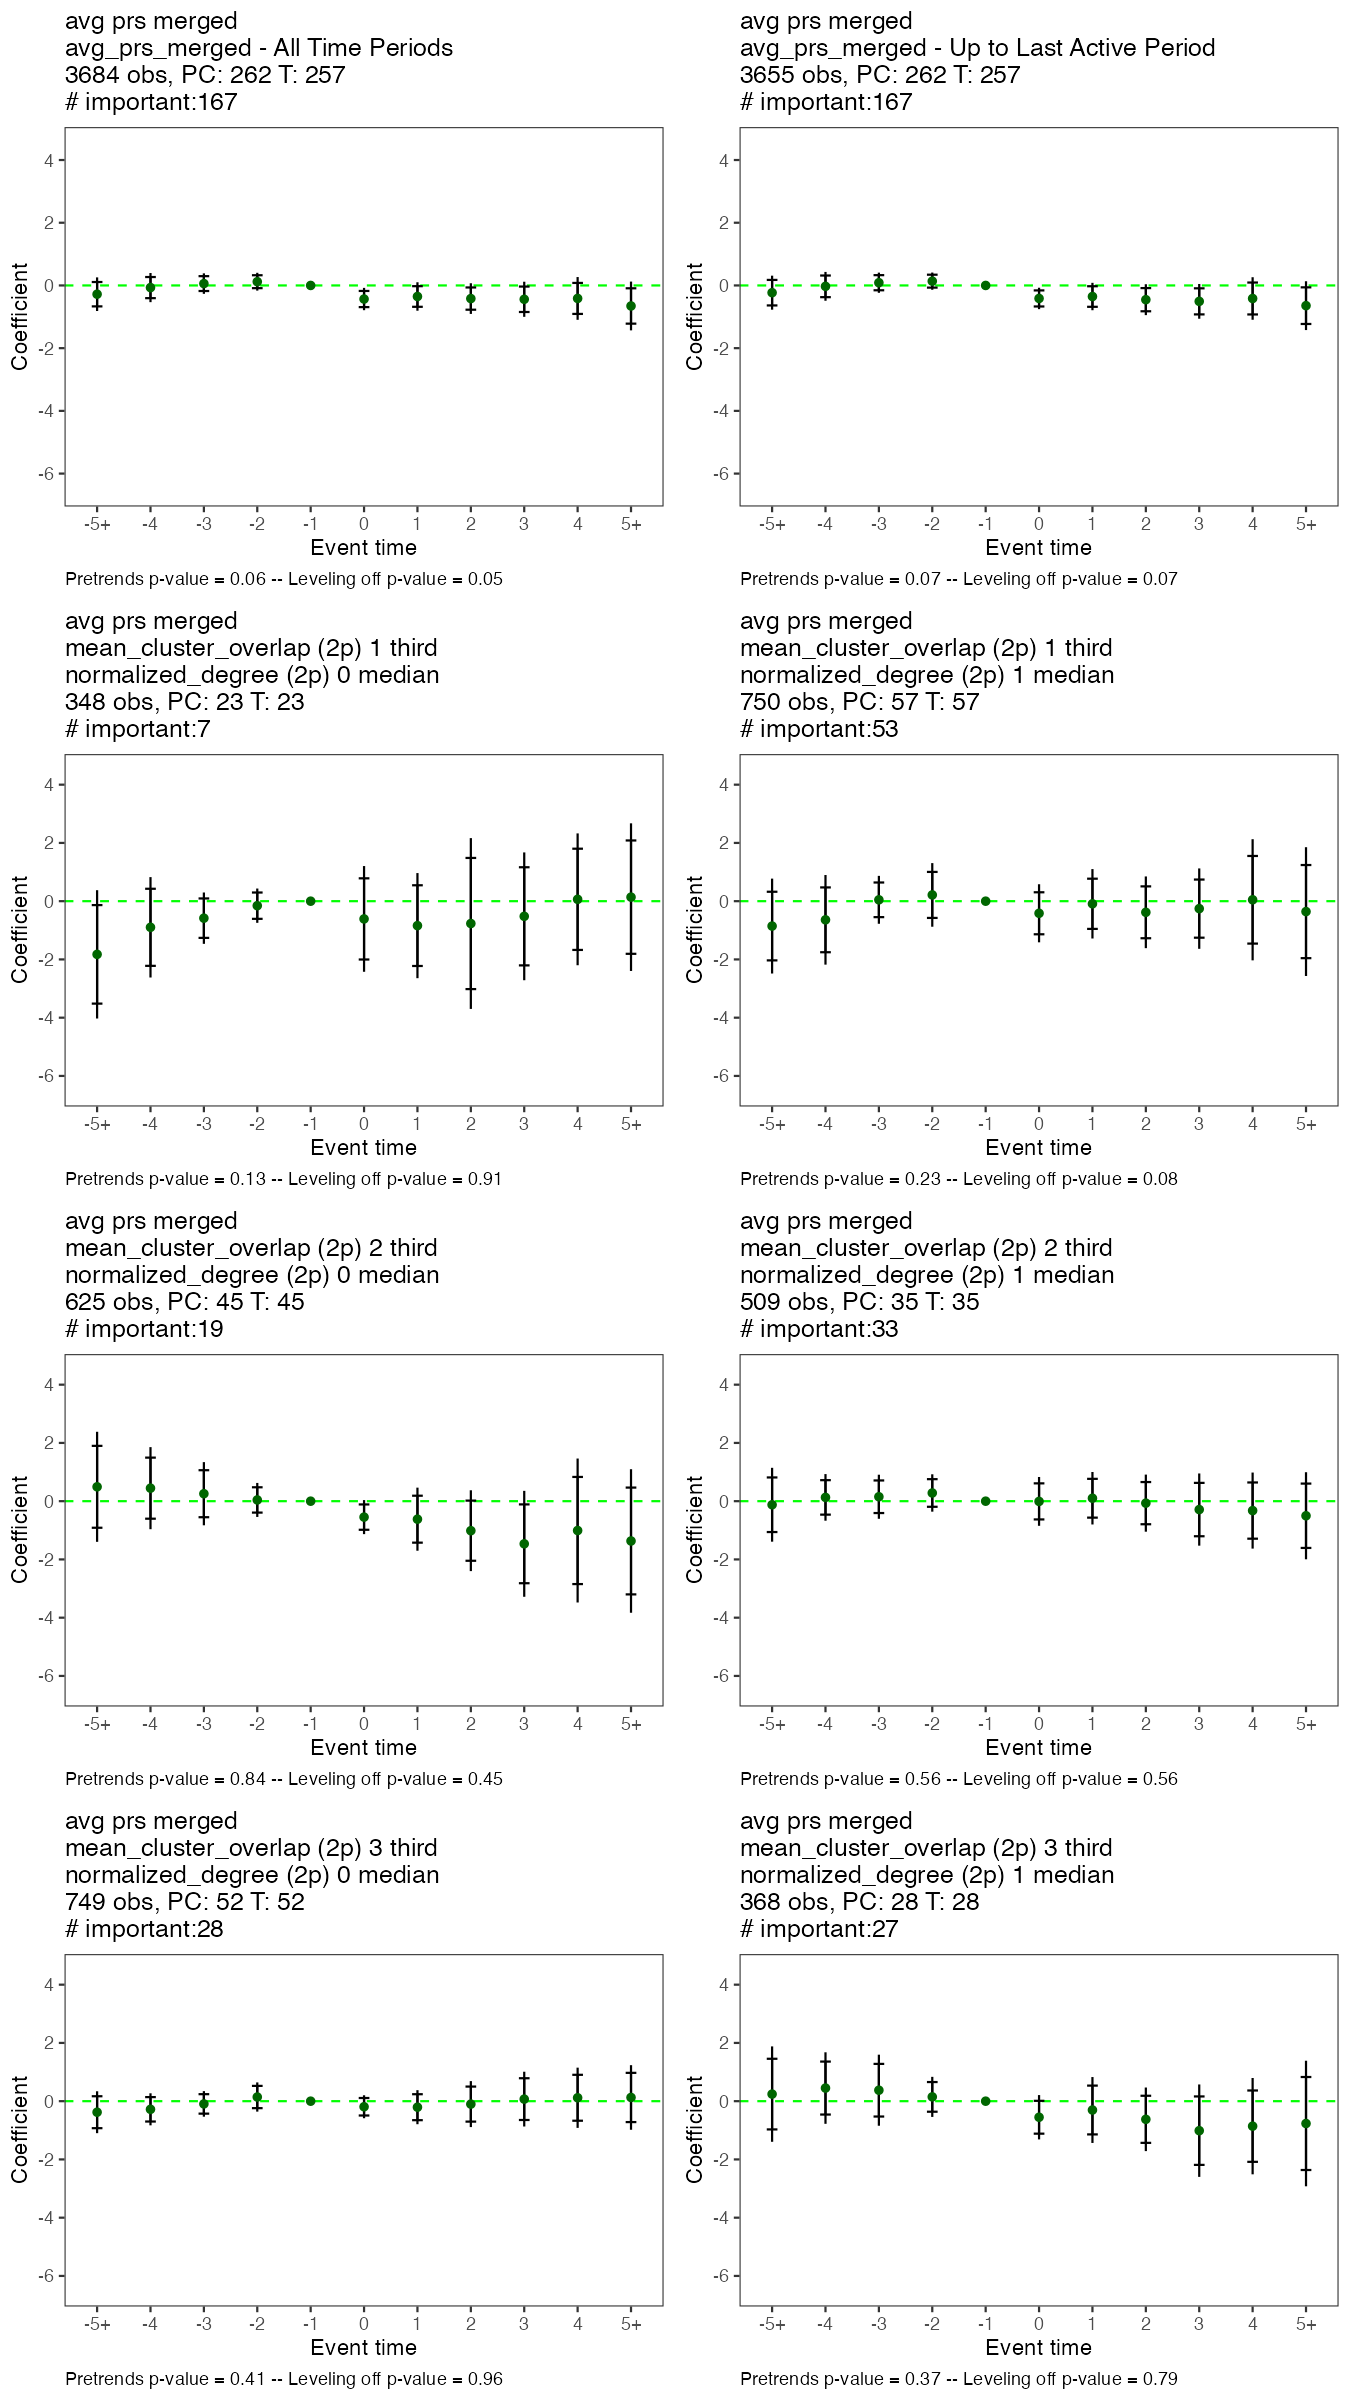 avg prs merged
avg_prs_merged - All Time Periods
3684 obs, PC: 262 T: 257
# important:167
4
2
0
-2
-4
-6
Coefficient
-5+ -4 -3 -2 -1 0 1 2 3 4 5+
Event time
Pretrends p-value = 0.06 -- Leveling off p-value = 0.05
avg prs merged
avg_prs_merged - Up to Last Active Period
3655 obs, PC: 262 T: 257
# important:167
4
2
0
-2
-4
-6
Coefficient
-5+ -4 -3 -2 -1 0 1 2 3 4 5+
Event time
Pretrends p-value = 0.07 -- Leveling off p-value = 0.07
avg prs merged
mean_cluster_overlap (2p) 1 third
normalized_degree (2p) 0 median
348 obs, PC: 23 T: 23
# important:7
4
2
0
-2
-4
-6
Coefficient
-5+ -4 -3 -2 -1 0 1 2 3 4 5+
Event time
Pretrends p-value = 0.13 -- Leveling off p-value = 0.91
avg prs merged
mean_cluster_overlap (2p) 1 third
normalized_degree (2p) 1 median
750 obs, PC: 57 T: 57
# important:53
4
2
0
-2
-4
-6
Coefficient
-5+ -4 -3 -2 -1 0 1 2 3 4 5+
Event time
Pretrends p-value = 0.23 -- Leveling off p-value = 0.08
avg prs merged
mean_cluster_overlap (2p) 2 third
normalized_degree (2p) 0 median
625 obs, PC: 45 T: 45
# important:19
4
2
0
-2
-4
-6
Coefficient
-5+ -4 -3 -2 -1 0 1 2 3 4 5+
Event time
Pretrends p-value = 0.84 -- Leveling off p-value = 0.45
avg prs merged
mean_cluster_overlap (2p) 2 third
normalized_degree (2p) 1 median
509 obs, PC: 35 T: 35
# important:33
4
2
0
-2
-4
-6
Coefficient
-5+ -4 -3 -2 -1 0 1 2 3 4 5+
Event time
Pretrends p-value = 0.56 -- Leveling off p-value = 0.56
avg prs merged
mean_cluster_overlap (2p) 3 third
normalized_degree (2p) 0 median
749 obs, PC: 52 T: 52
# important:28
4
2
0
-2
-4
-6
Coefficient
-5+ -4 -3 -2 -1 0 1 2 3 4 5+
Event time
Pretrends p-value = 0.41 -- Leveling off p-value = 0.96
avg prs merged
mean_cluster_overlap (2p) 3 third
normalized_degree (2p) 1 median
368 obs, PC: 28 T: 28
# important:27
4
2
0
-2
-4
-6
Coefficient
-5+ -4 -3 -2 -1 0 1 2 3 4 5+
Event time
Pretrends p-value = 0.37 -- Leveling off p-value = 0.79